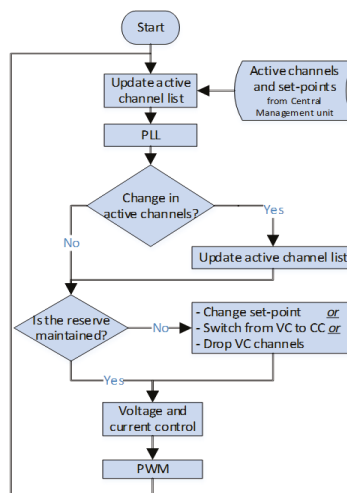 Start
Update active
channel list
Active channels
and set-points
from Central
Management unit
PLL
Change in
active channels?
Yes
No
Update active channel list
Is the reserve
maintained?
No
- Change set-point or
- Switch from VC to CC or
- Drop VC channels
Yes
Voltage and
current control
PWM